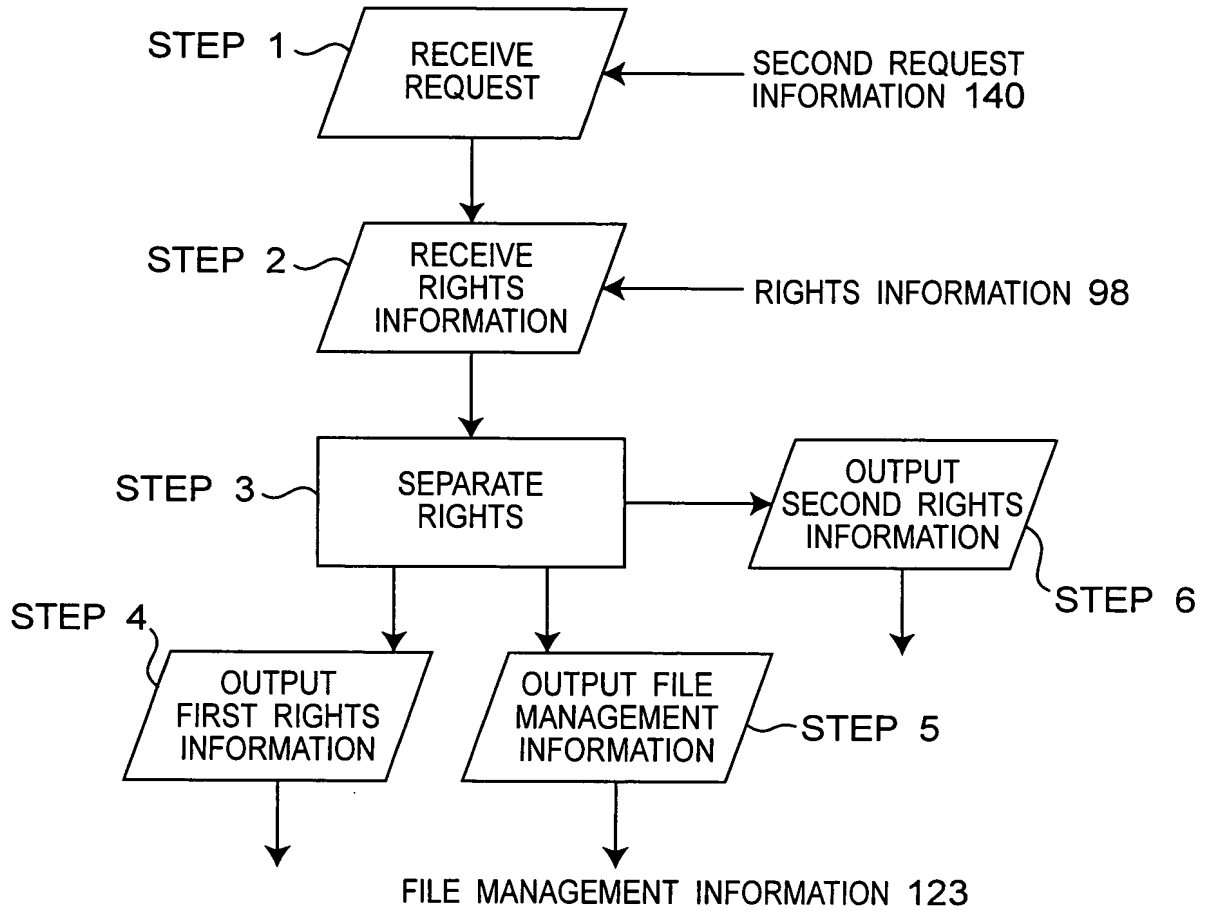 STEP 1
RECEIVE
REQUEST
SECOND REQUEST
INFORMATION 140
STEP 2
RECEIVE
RIGHTS
INFORMATION
RIGHTS INFORMATION 98
STEP 3
SEPARATE
RIGHTS
OUTPUT
SECOND RIGHTS
INFORMATION
STEP 6
STEP 4
OUTPUT
FIRST RIGHTS
INFORMATION
OUTPUT FILE
MANAGEMENT
INFORMATION
STEP 5
FILE MANAGEMENT INFORMATION 123